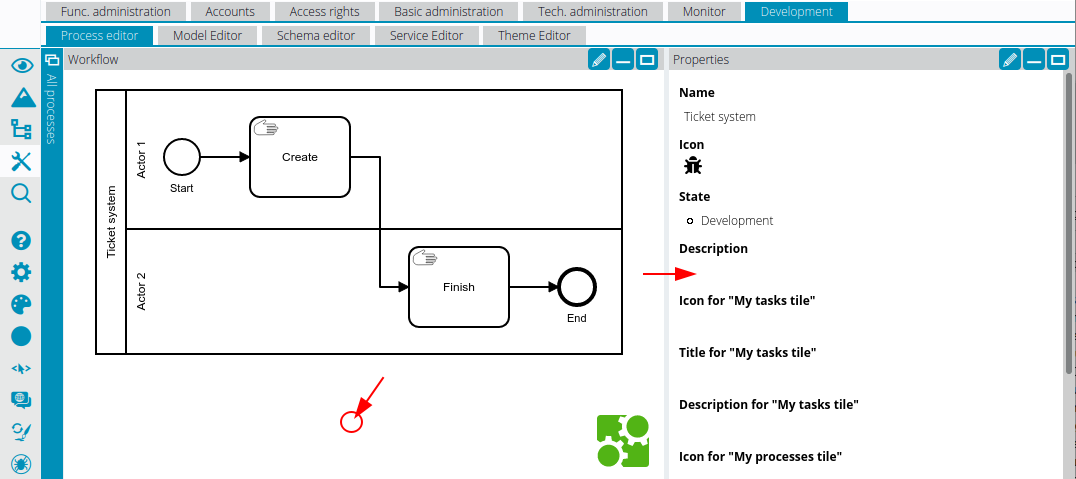 Func. administration
Accounts
Access rights
Basic administration
Tech. administration
Monitor
Development
Process editor
Model Editor
Schema editor
Service Editor
Theme Editor
All processes
Workflow
Ticket system
Actor 1
Start
Create
Actor 2
Finish
End
Properties
Name
Ticket system
Icon
State
Development
Description
Icon for "My tasks tile"
Title for "My tasks tile"
Description for "My tasks tile"
Icon for "My processes tile"